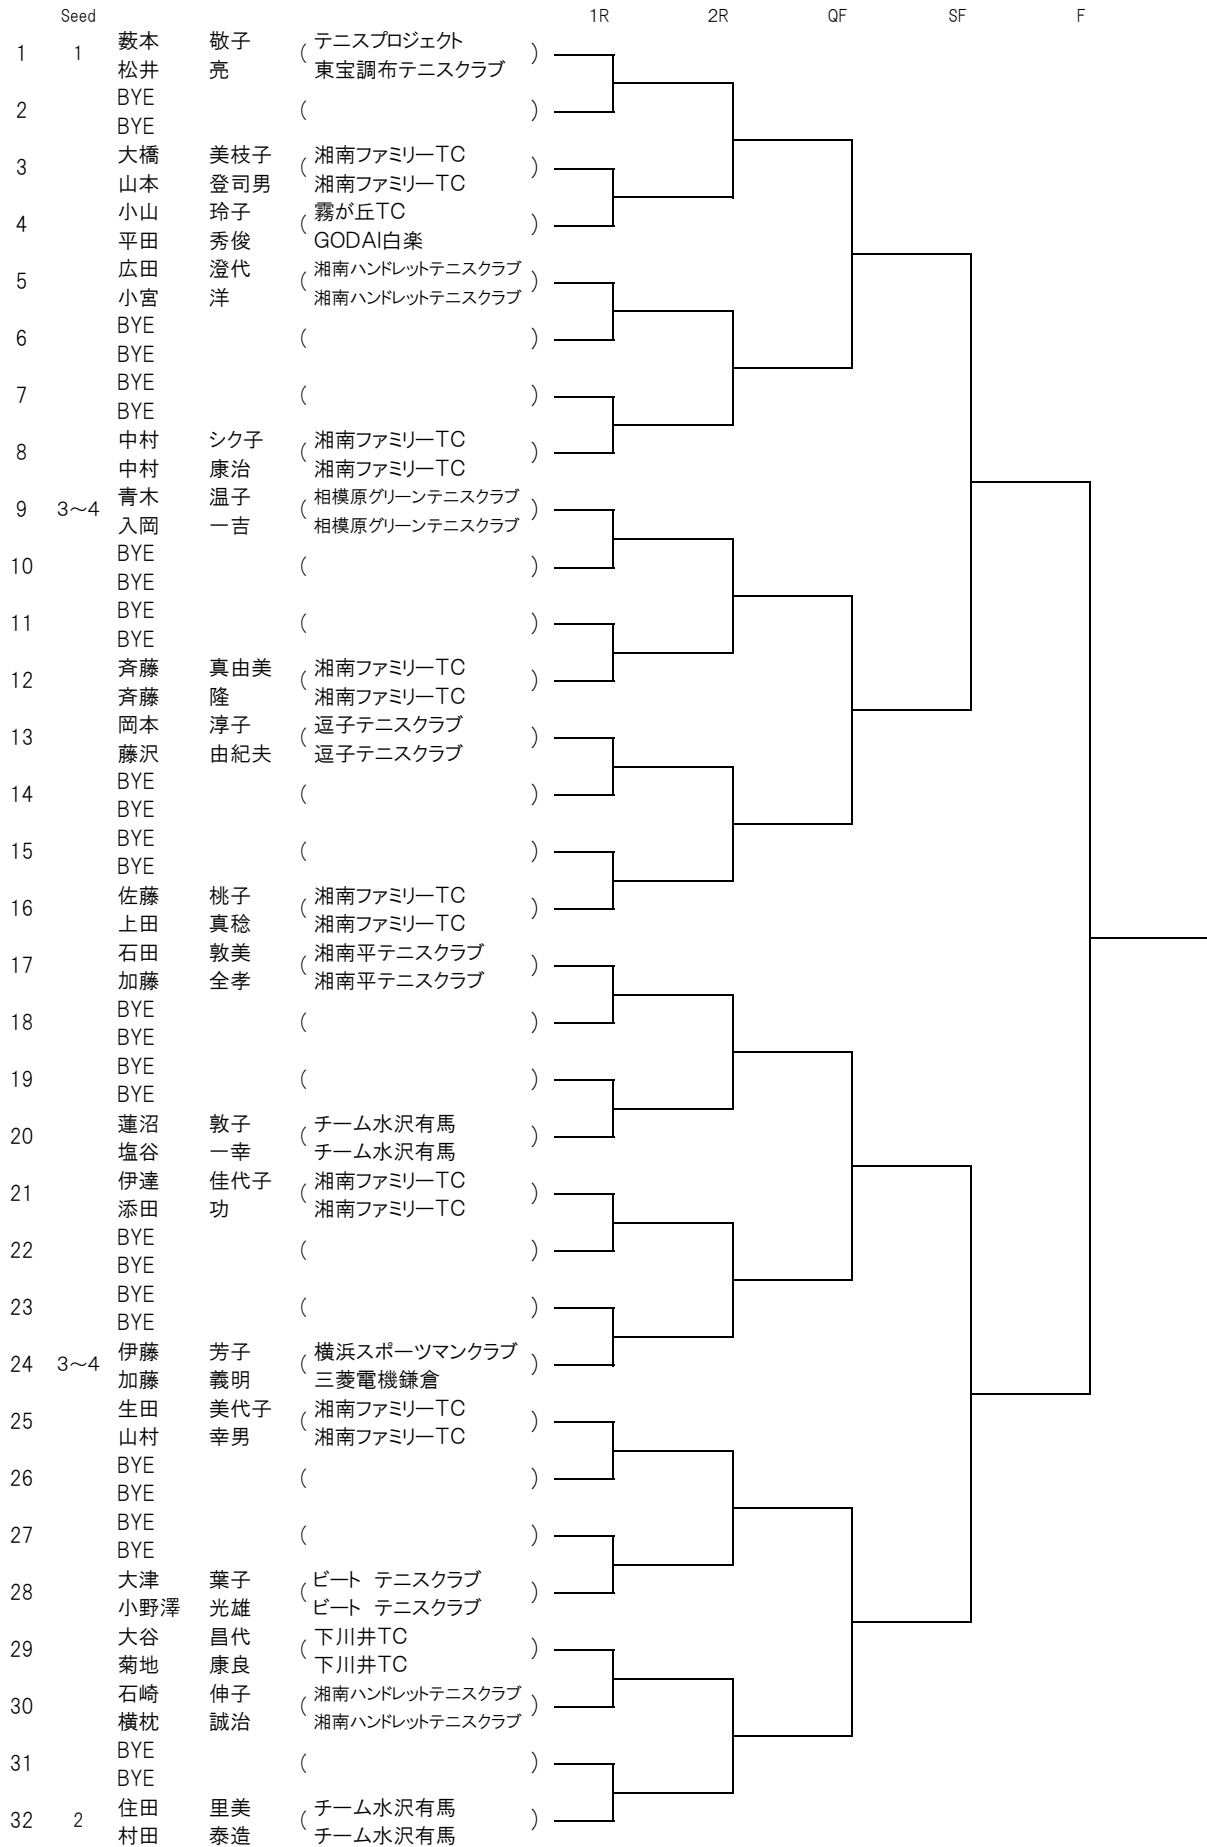 Seed 1R 2R QF SF F
1 1 薮本 敬子 ( テニスプロジェクト )
松井 亮 東宝調布テニスクラブ
2 BYE ( )
BYE
3 大橋 美枝子 ( 湘南ファミリーTC )
山本 登司男 湘南ファミリーTC
4 小山 玲子 ( 霧が丘TC )
平田 秀俊 GODAI白楽
5 広田 澄代 ( 湘南ハンドレットテニスクラブ )
小宮 洋 湘南ハンドレットテニスクラブ
6 BYE ( )
BYE
7 BYE ( )
BYE
8 中村 シク子 ( 湘南ファミリーTC )
中村 康治 湘南ファミリーTC
9 3～4 青木 温子 ( 相模原グリーンテニスクラブ )
入岡 一吉 相模原グリーンテニスクラブ
10 BYE ( )
BYE
11 BYE ( )
BYE
12 斉藤 真由美 ( 湘南ファミリーTC )
斉藤 隆 湘南ファミリーTC
13 岡本 淳子 ( 逗子テニスクラブ )
藤沢 由紀夫 逗子テニスクラブ
14 BYE ( )
BYE
15 BYE ( )
BYE
16 佐藤 桃子 ( 湘南ファミリーTC )
上田 真稔 湘南ファミリーTC
17 石田 敦美 ( 湘南平テニスクラブ )
加藤 全孝 湘南平テニスクラブ
18 BYE ( )
BYE
19 BYE ( )
BYE
20 蓮沼 敦子 ( チーム水沢有馬 )
塩谷 一幸 チーム水沢有馬
21 伊達 佳代子 ( 湘南ファミリーTC )
添田 功 湘南ファミリーTC
22 BYE ( )
BYE
23 BYE ( )
BYE
24 3～4 伊藤 芳子 ( 横浜スポーツマンクラブ )
加藤 義明 三菱電機鎌倉
25 生田 美代子 ( 湘南ファミリーTC )
山村 幸男 湘南ファミリーTC
26 BYE ( )
BYE
27 BYE ( )
BYE
28 大津 葉子 ( ビート テニスクラブ )
小野澤 光雄 ビート テニスクラブ
29 大谷 昌代 ( 下川井TC )
菊地 康良 下川井TC
30 石崎 伸子 ( 湘南ハンドレットテニスクラブ )
横枕 誠治 湘南ハンドレットテニスクラブ
31 BYE ( )
BYE
32 2 住田 里美 ( チーム水沢有馬 )
村田 泰造 チーム水沢有馬